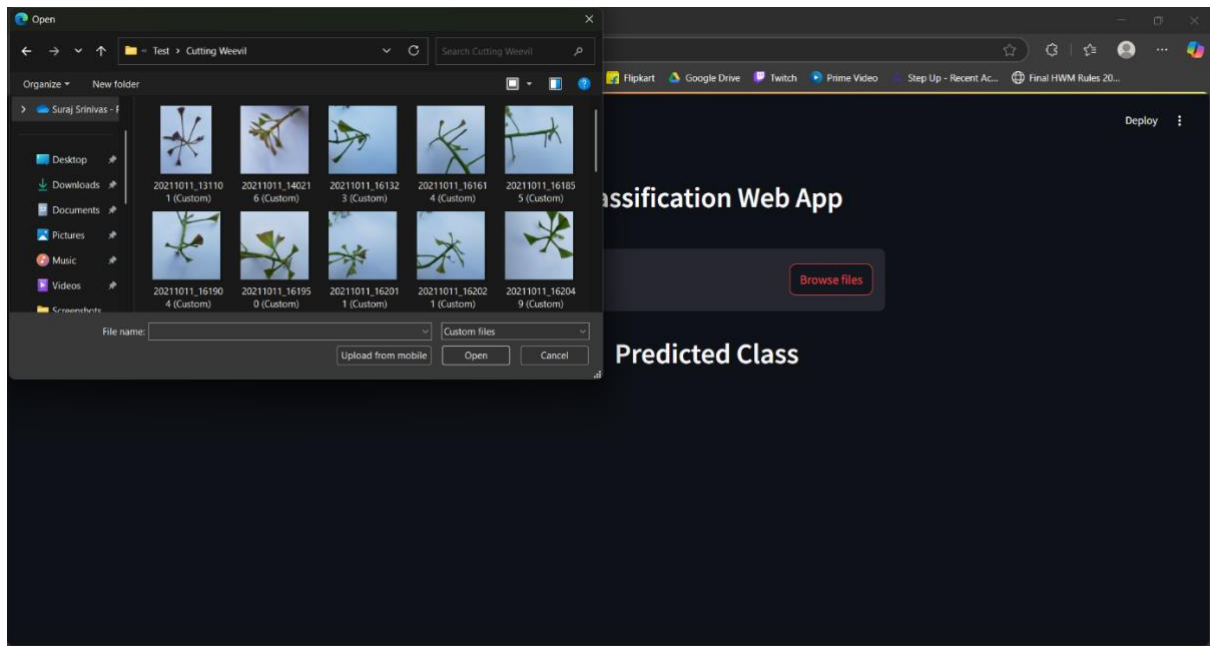 Open
« Test > Cutting Weevil
Search Cutting Weevil
Organize
New folder
Flipkart
Google Drive
Twitch
Prime Video
Step Up - Recent Ac...
Final HWM Rules 20...
Suraj Srinivas - F
Desktop
Downloads
Documents
Pictures
Music
Videos
Screenshots
20211011_13110
1 (Custom)
20211011_14021
6 (Custom)
20211011_16132
3 (Custom)
20211011_16161
4 (Custom)
20211011_16185
5 (Custom)
20211011_16190
4 (Custom)
20211011_16195
0 (Custom)
20211011_16201
1 (Custom)
20211011_16202
1 (Custom)
20211011_16204
9 (Custom)
File name:
Custom files
Upload from mobile
Open
Cancel
Deploy
assification Web App
Browse files
Predicted Class